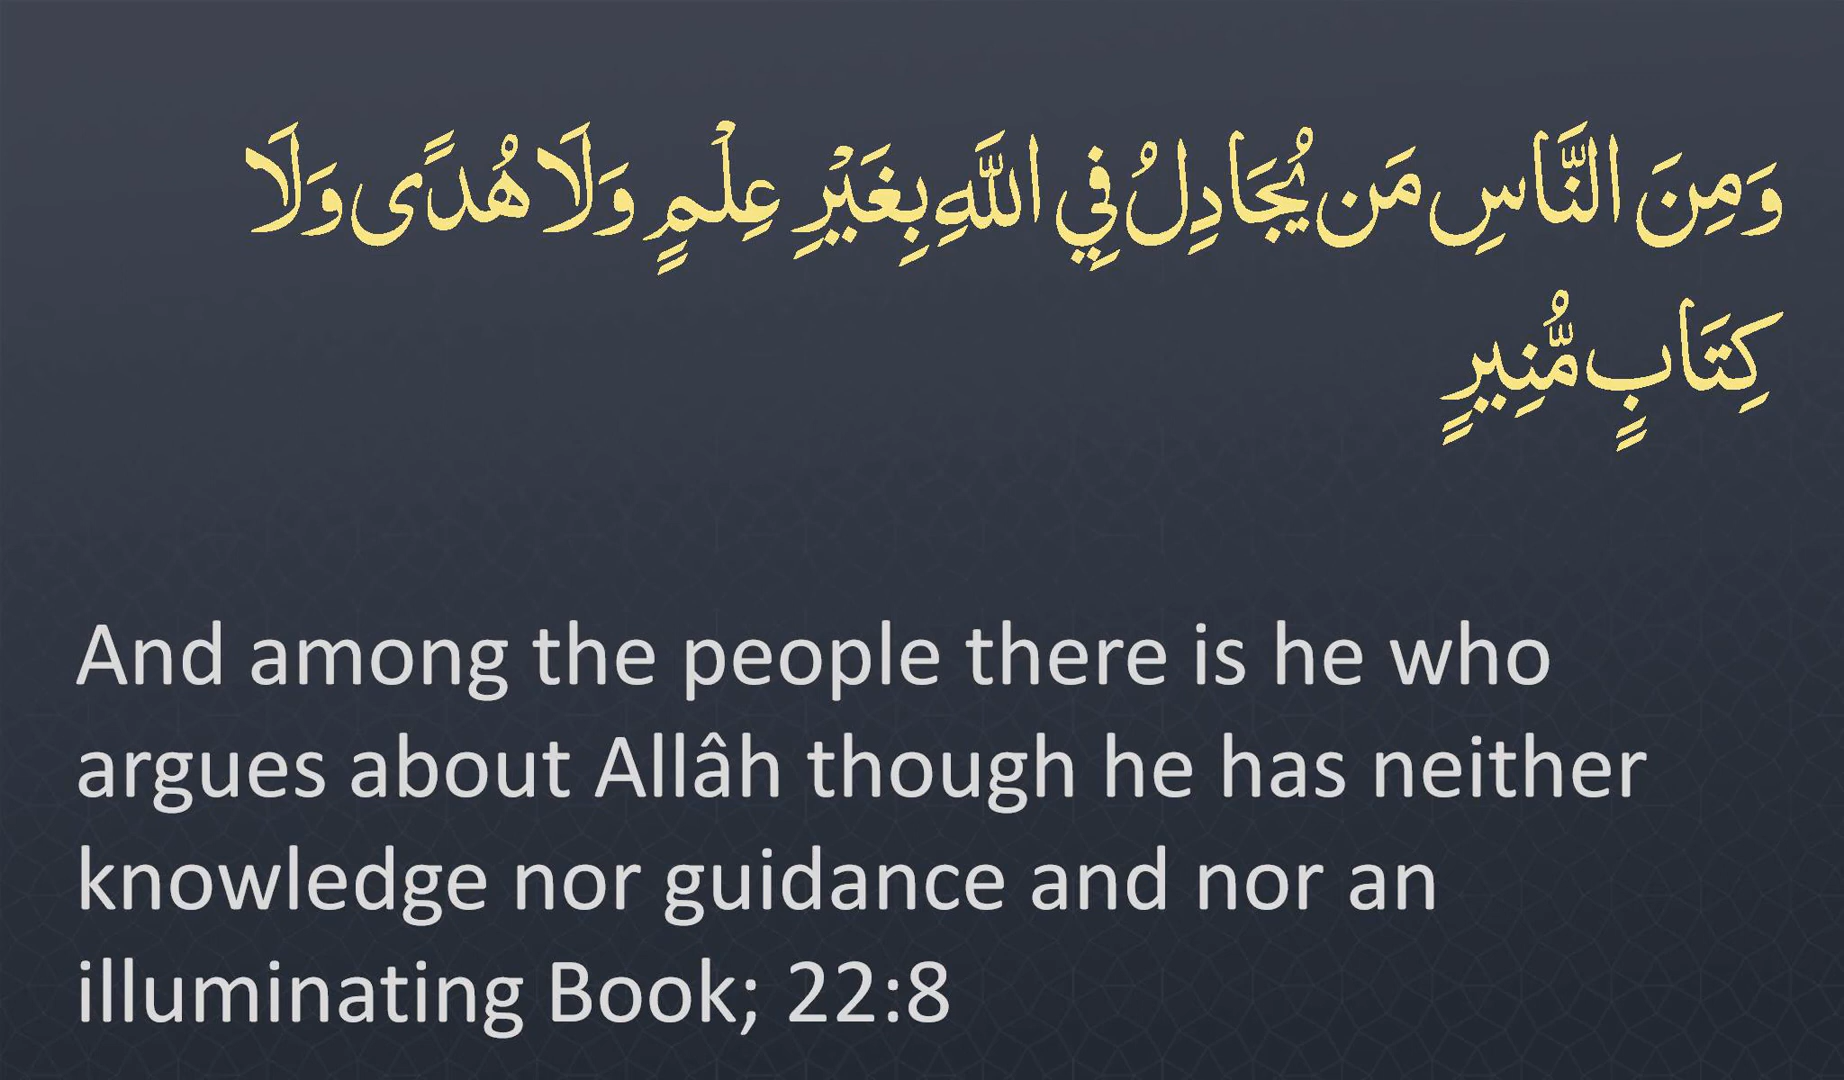 وَمِنَ النَّاسِ مَن يُجَادِلُ فِي اللَّهِ بِغَيْرِ عِلْمٍ وَلَا هُدًى وَلَا
كِتَابٍ مُّنِيرٍ
And among the people there is he who
argues about Allâh though he has neither
knowledge nor guidance and nor an
illuminating Book; 22:8